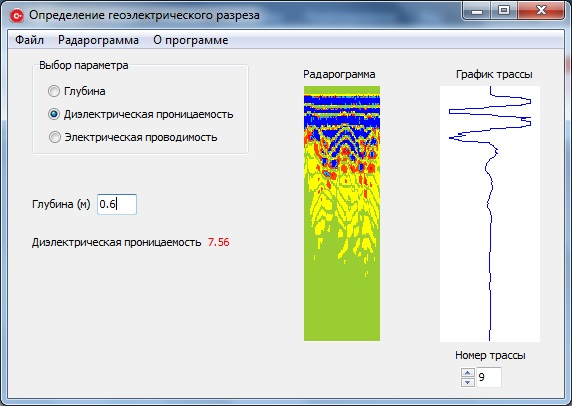 Определение геоэлектрического разреза
Файл Радарограмма О программе
Выбор параметра
Глубина
Диэлектрическая проницаемость
Электрическая проводимость
Глубина (м) 0.6
Диэлектрическая проницаемость 7.56
Радарограмма
График трассы
Номер трассы
9